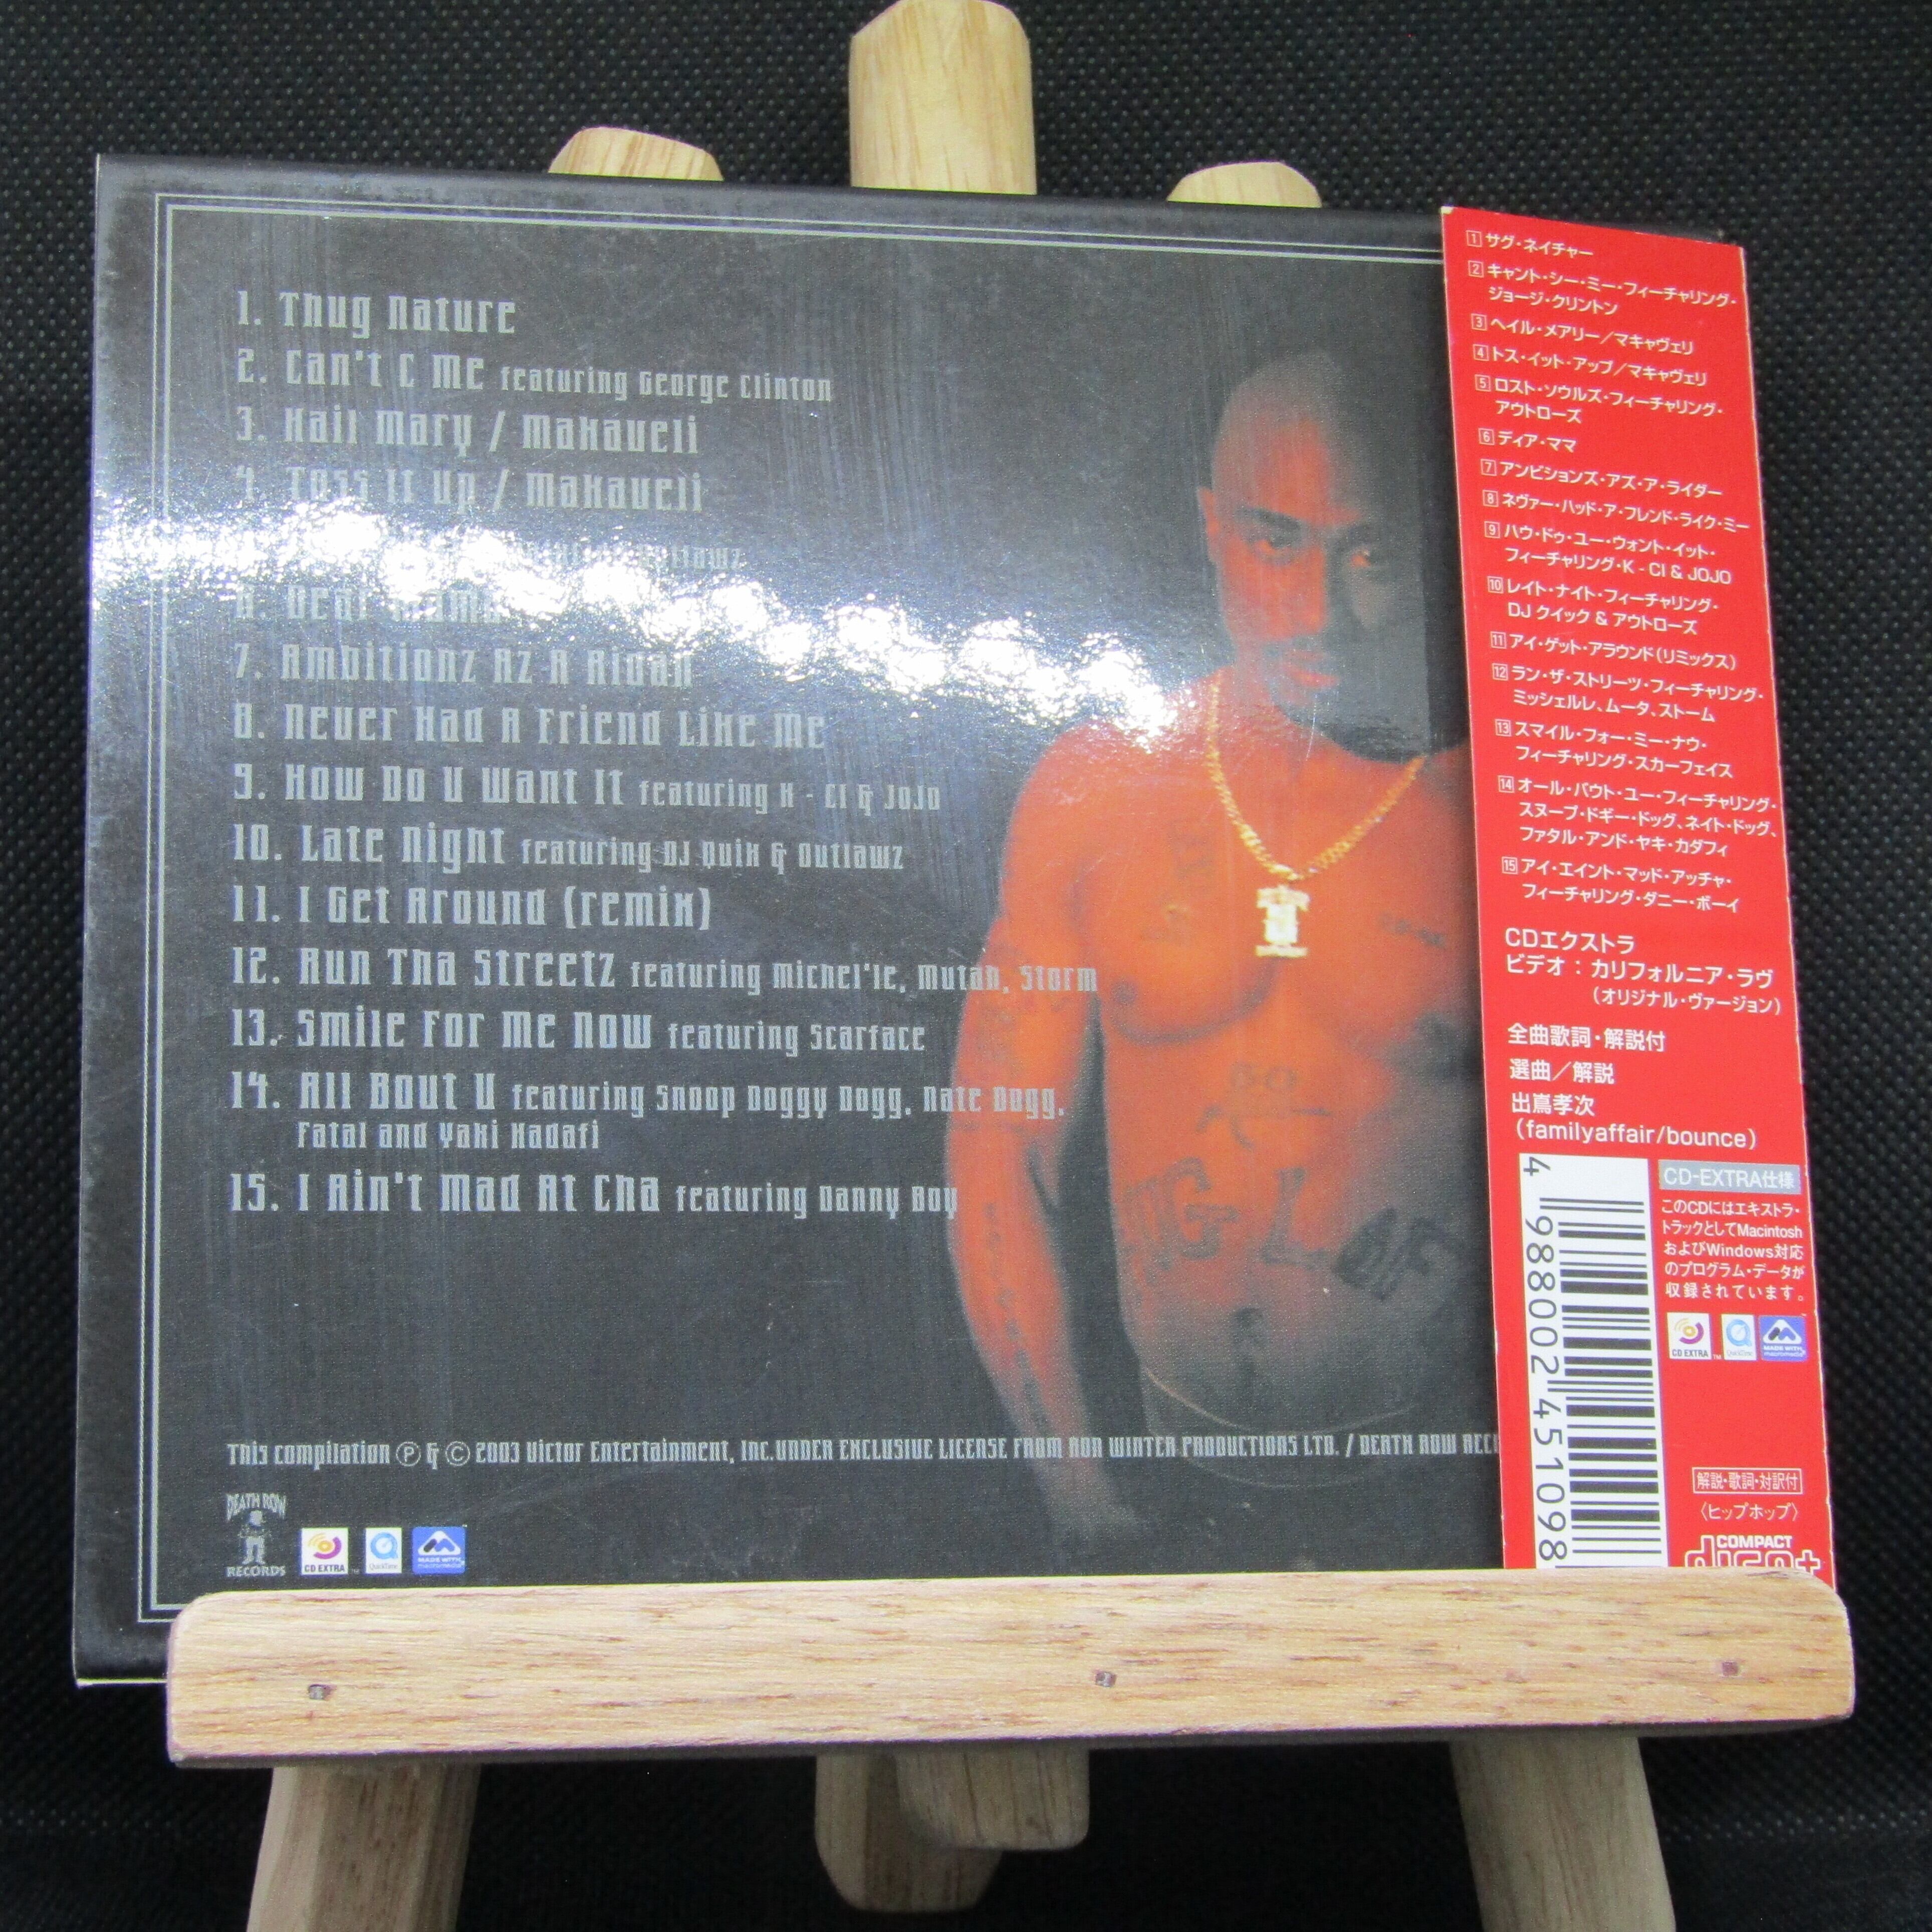 1. Thug Nature
2. Can't C Me featuring George Clinton
3. Hail Mary / Makaveli
4. Toss It Up / Makaveli
Outlawz
6. Dear Mama
7. Ambitionz Az A Ridah
8. Never Had A Friend Like Me
9. How Do U Want It featuring K - Ci & JoJo
10. Late Night featuring DJ Quik & Outlawz
11. I Get Around (remix)
12. Run Tha Streetz featuring Michel'le, Mutah, Storm
13. Smile For Me Now featuring Scarface
14. All Bout U featuring Snoop Doggy Dogg, Nate Dogg,
Fatal and Yaki Kadafi
15. I Ain't Mad At Cha featuring Danny Boy
This compilation Ⓟ & © 2003 Victor Entertainment, Inc. UNDER EXCLUSIVE LICENSE FROM RON WINTER PRODUCTIONS LTD. / DEATH ROW
DEATH ROW
RECORDS
CD EXTRA
QuickTime
MADE WITH
macromedia
1 サグ・ネイチャー
2 キャント・シー・ミー・フィーチャリング・
ジョージ・クリントン
3 ヘイル・メアリー／マキャヴェリ
4 トス・イット・アップ／マキャヴェリ
5 ロスト・ソウルズ・フィーチャリング・
アウトローズ
6 ディア・ママ
7 アンビションズ・アズ・ア・ライダー
8 ネヴァー・ハッド・ア・フレンド・ライク・ミー
9 ハウ・ドゥ・ユー・ウォント・イット・
フィーチャリング・K - CI & JOJO
10 レイト・ナイト・フィーチャリング・
DJ クイック & アウトローズ
11 アイ・ゲット・アラウンド(リミックス)
12 ラン・ザ・ストリーツ・フィーチャリング・
ミッシェルレ、ムータ、ストーム
13 スマイル・フォー・ミー・ナウ・
フィーチャリング・スカーフェイス
14 オール・バウト・ユー・フィーチャリング・
スヌープ・ドギー・ドッグ、ネイト・ドッグ、
ファタル・アンド・ヤキ・カダフィ
15 アイ・エイント・マッド・アッチャ・
フィーチャリング・ダニー・ボーイ
CDエクストラ
ビデオ：カリフォルニア・ラヴ
(オリジナル・ヴァージョン)
全曲歌詞・解説付
選曲／解説
出嶌孝次
(familyaffair/bounce)
4 988002 451098
CD-EXTRA仕様
このCDにはエキストラ・
トラックとしてMacintosh
およびWindows対応
のプログラム・データが
収録されています。
CD EXTRA
QuickTime
MADE WITH
macromedia
解説・歌詞・対訳付
〈ヒップホップ〉
COMPACT
disc